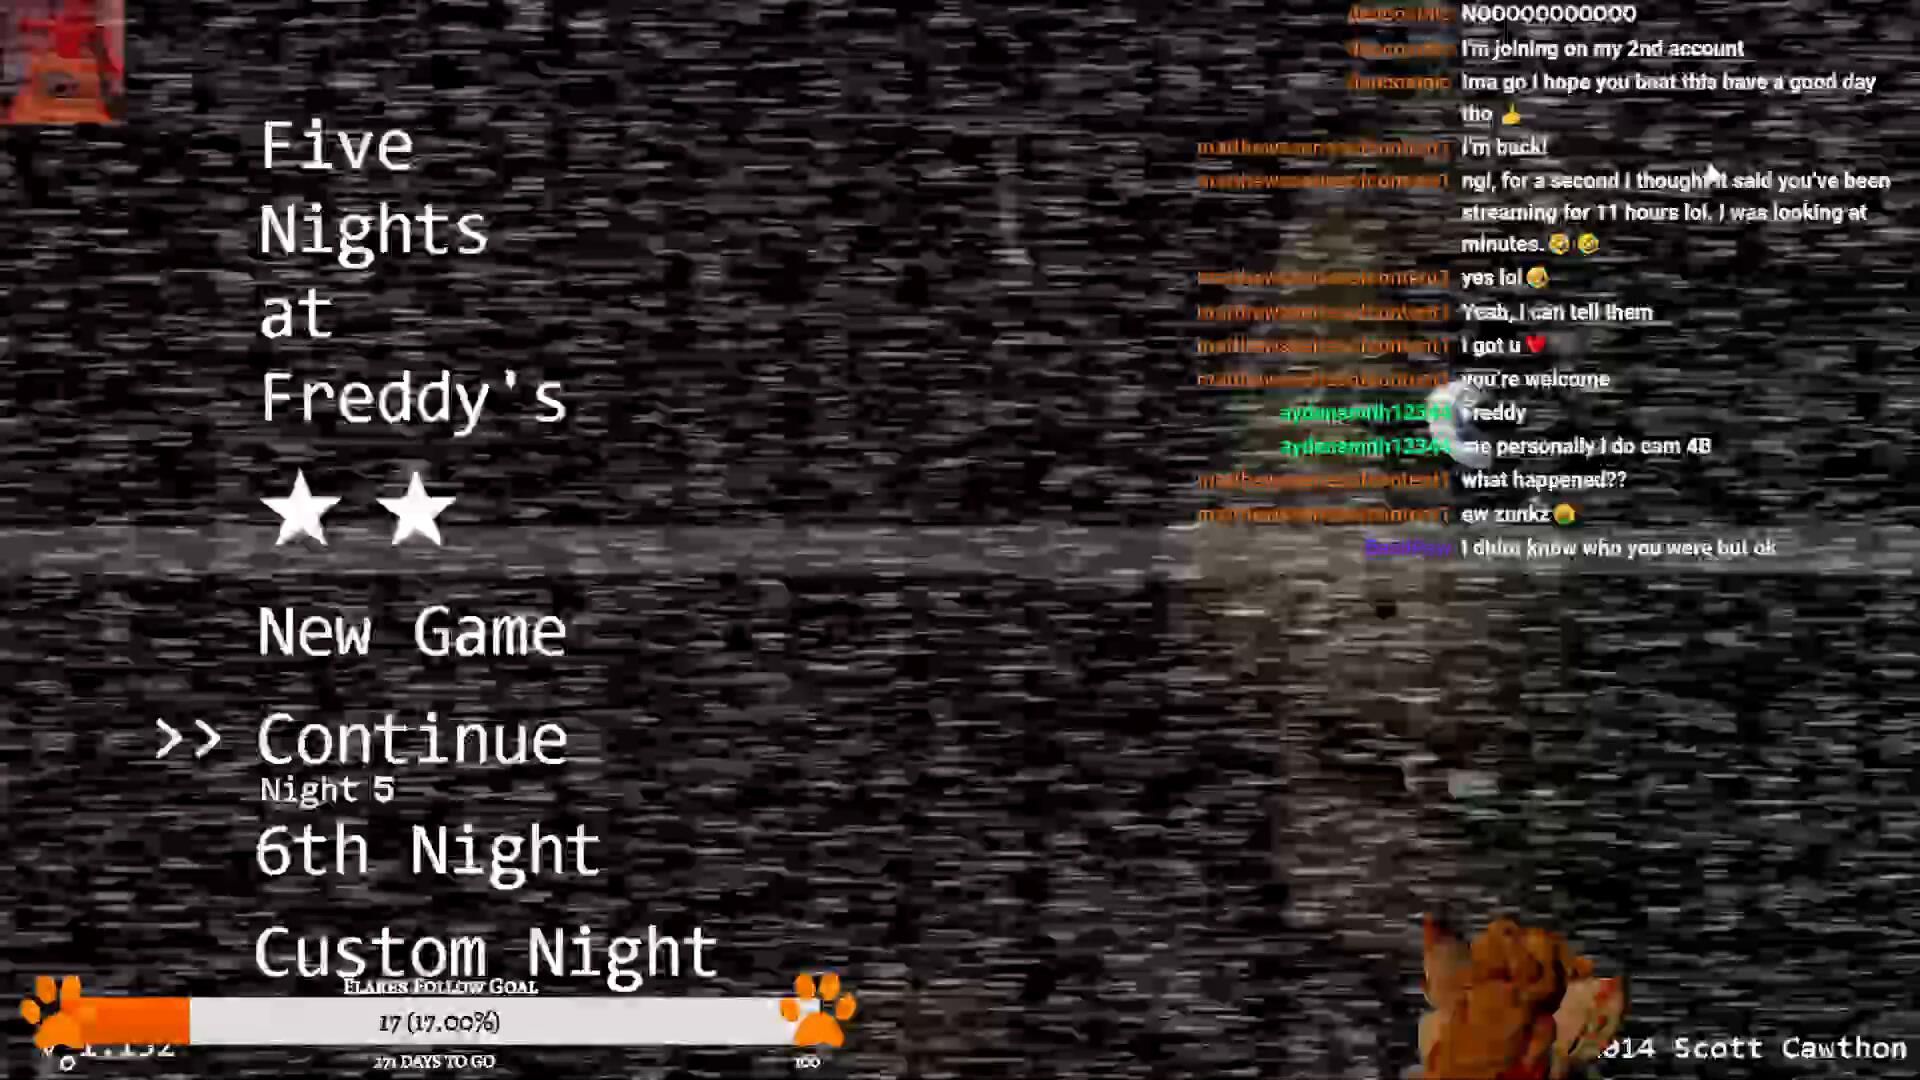 Five
Nights
at
Freddy's
New Game
>> Continue
Night 5
6th Night
Custom Night
Flares Follow Goal
17 (17.00%)
271 DAYS TO GO
100
NOOOOOOOOOOO
I'm joining on my 2nd account
Ima go I hope you beat this have a good day
tho 👍
I'm back!
ngl, for a second I thought it said you've been
streaming for 11 hours lol. I was looking at
minutes.
yes lol
Yeah, I can tell them
I got u ❤
you're welcome
aydensmith12344 Freddy
aydensmith12344 me personally I do cam 4B
what happened??
ew
I didnt know who you were but ok
2014 Scott Cawthon